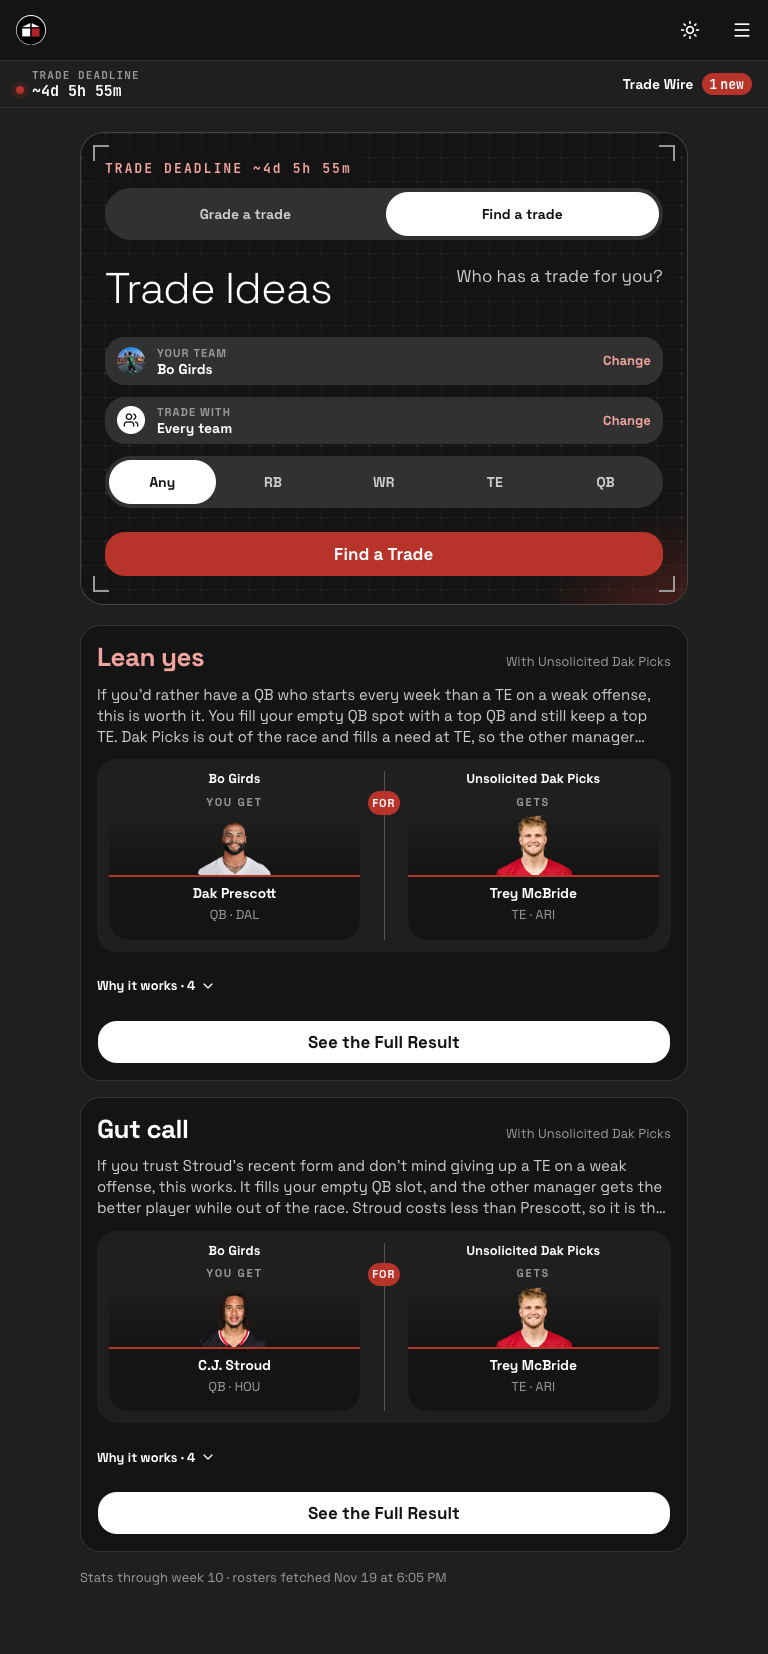 TRADE DEADLINE
~4d 5h 55m
Trade Wire
1 new
TRADE DEADLINE ~4d 5h 55m
Grade a trade
Find a trade
Trade Ideas
Who has a trade for you?
YOUR TEAM
Bo Girds
Change
TRADE WITH
Every team
Change
Any
RB
WR
TE
QB
Find a Trade
Lean yes
With Unsolicited Dak Picks
If you'd rather have a QB who starts every week than a TE on a weak offense,
this is worth it. You fill your empty QB spot with a top QB and still keep a top
TE. Dak Picks is out of the race and fills a need at TE, so the other manager...
Bo Girds
YOU GET
FOR
Unsolicited Dak Picks
GETS
Dak Prescott
QB · DAL
Trey McBride
TE · ARI
Why it works · 4
See the Full Result
Gut call
With Unsolicited Dak Picks
If you trust Stroud's recent form and don't mind giving up a TE on a weak
offense, this works. It fills your empty QB slot, and the other manager gets the
better player while out of the race. Stroud costs less than Prescott, so it is th...
Bo Girds
YOU GET
FOR
Unsolicited Dak Picks
GETS
C.J. Stroud
QB · HOU
Trey McBride
TE · ARI
Why it works · 4
See the Full Result
Stats through week 10 · rosters fetched Nov 19 at 6:05 PM